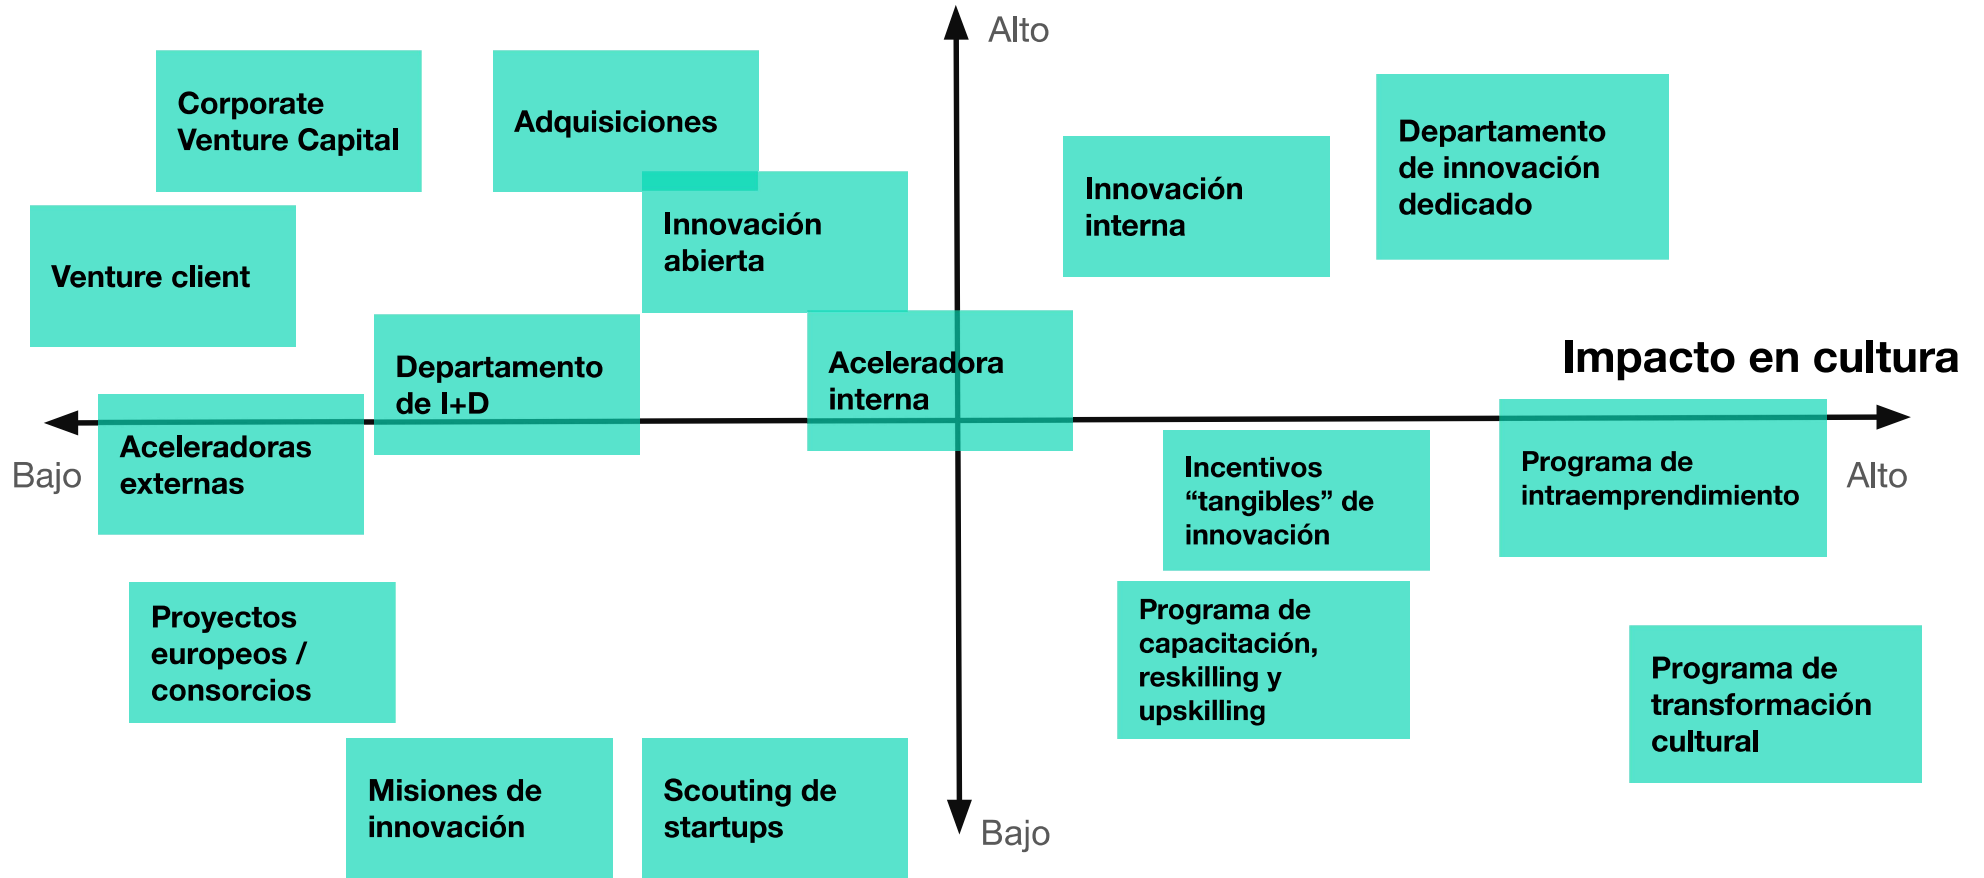 Alto
Corporate
Venture Capital
Adquisiciones
Departamento
de innovación
dedicado
Innovación
interna
Innovación
abierta
Venture client
Impacto en cultura
Departamento
de I+D
Aceleradora
interna
Aceleradoras
externas
Bajo
Incentivos
“tangibles” de
innovación
Programa de
intraemprendimiento
Alto
Proyectos
europeos /
consorcios
Programa de
capacitación,
reskilling y
upskilling
Programa de
transformación
cultural
Misiones de
innovación
Scouting de
startups
Bajo